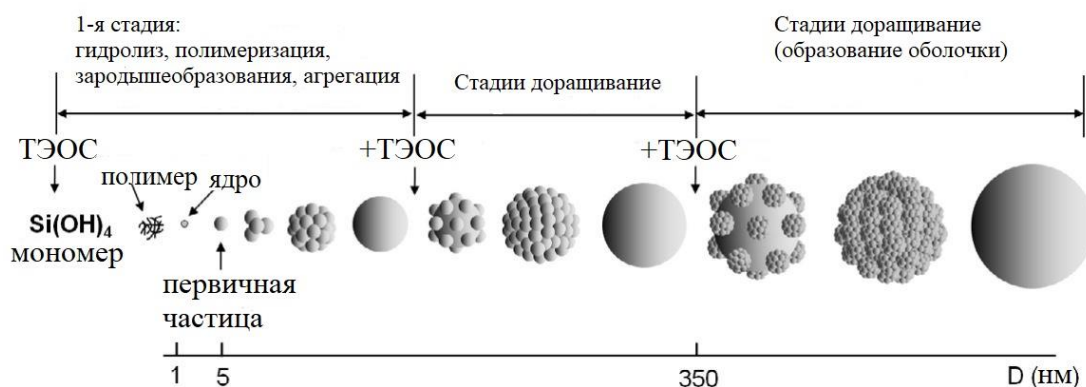 1-я стадия:
гидролиз, полимеризация,
зародышеобразования, агрегация
Стадии доращивание
Стадии доращивание
(образование оболочки)
ТЭОС
+ТЭОС
+ТЭОС
полимер
ядро
Si(OH)₄
мономер
первичная
частица
1
5
350
D (нм)